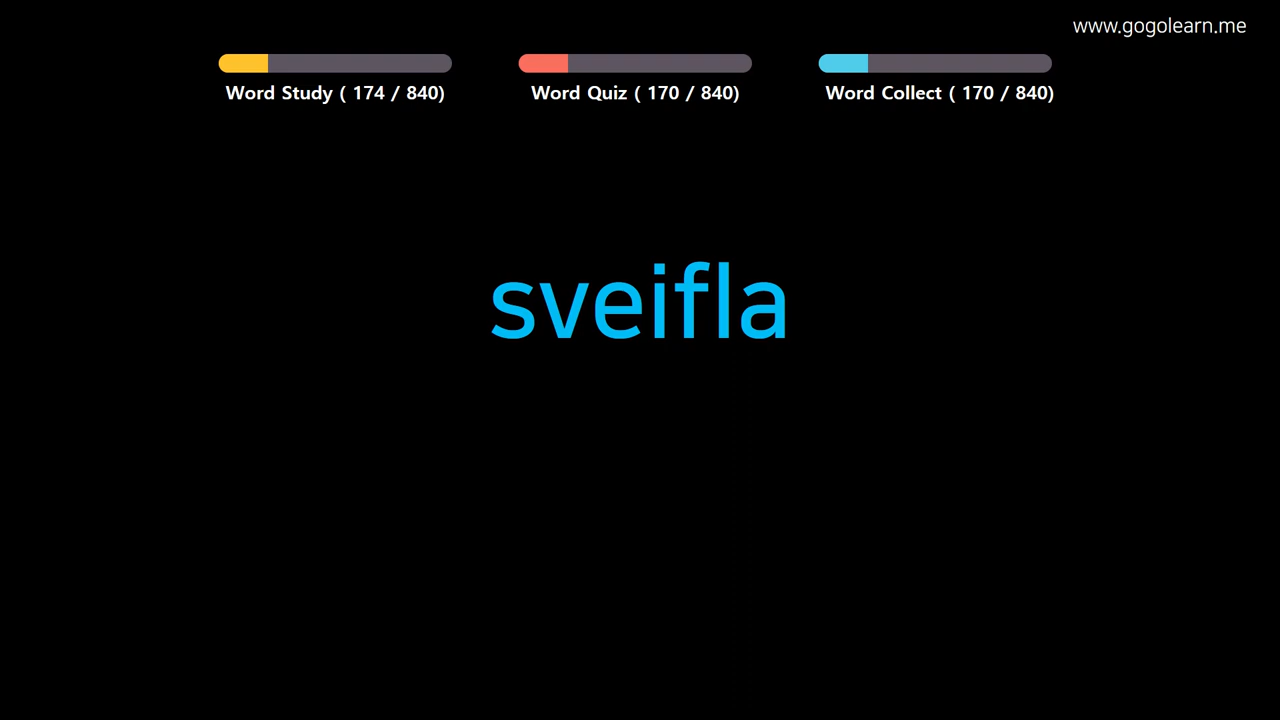 www.gogolearn.me
Word Study ( 174 / 840)
Word Quiz ( 170 / 840)
Word Collect ( 170 / 840)
sveifla